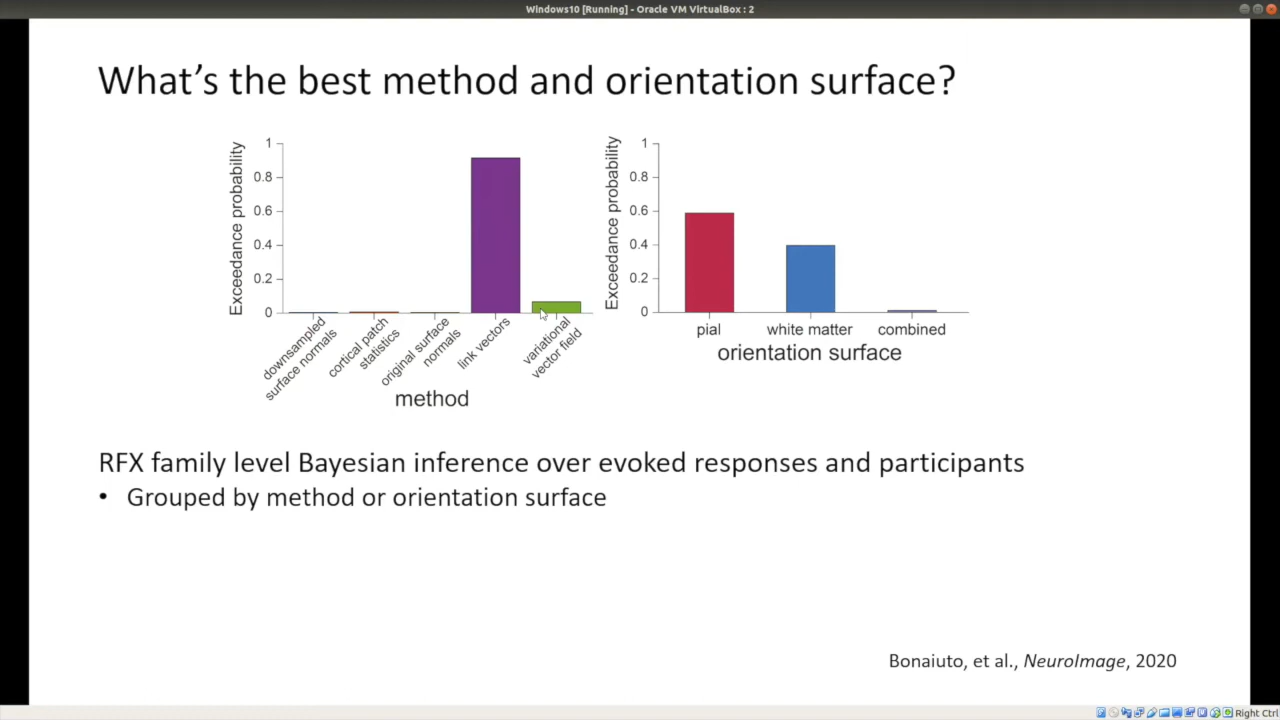 Windows10 [Running] - Oracle VM VirtualBox : 2
What's the best method and orientation surface?
Exceedance probability
1
0.8
0.6
0.4
0.2
0
downsampled
surface normals
cortical patch
statistics
original surface
normals
link vectors
variational
vector field
method
Exceedance probability
1
0.8
0.6
0.4
0.2
0
pial
white matter
combined
orientation surface
RFX family level Bayesian inference over evoked responses and participants
• Grouped by method or orientation surface
Bonaiuto, et al., NeuroImage, 2020
Right Ctrl